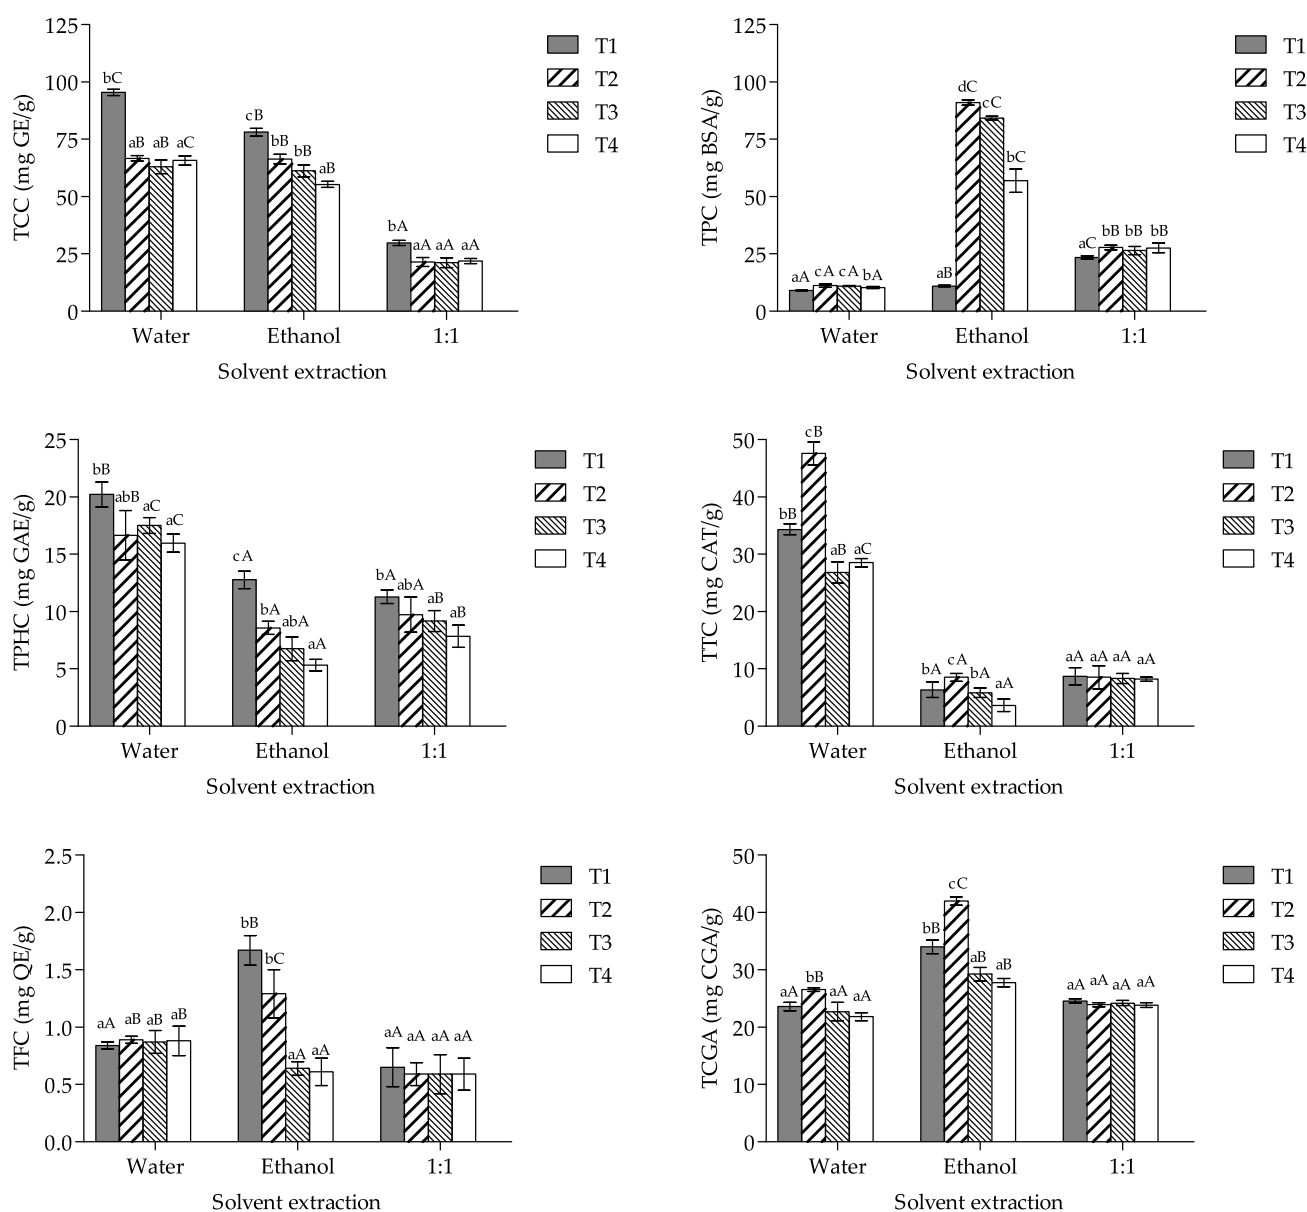 TCC (mg GE/g)
125
100
75
50
25
0
bC
aB
aB
aC
cB
bB
bB
aB
bA
aA
aA
aA
Water
Ethanol
1:1
Solvent extraction
T1
T2
T3
T4
TPC (mg BSA/g)
125
100
75
50
25
0
aA
cA
cA
bA
aB
dC
cC
bC
aC
bB
bB
bB
Water
Ethanol
1:1
Solvent extraction
T1
T2
T3
T4
TPHC (mg GAE/g)
25
20
15
10
5
0
bB
abB
aC
aC
cA
bA
abA
aA
bA
abA
aB
aB
Water
Ethanol
1:1
Solvent extraction
T1
T2
T3
T4
TTC (mg CAT/g)
50
40
30
20
10
0
bB
cB
aB
aC
bA
cA
bA
aA
aA
aA
aA
aA
Water
Ethanol
1:1
Solvent extraction
T1
T2
T3
T4
TFC (mg QE/g)
2.5
2.0
1.5
1.0
0.5
0.0
aA
aB
aB
aB
bB
bC
aA
aA
aA
aA
aA
aA
Water
Ethanol
1:1
Solvent extraction
T1
T2
T3
T4
TCGA (mg CGA/g)
50
40
30
20
10
0
aA
bB
aA
aA
bB
cC
aB
aB
aA
aA
aA
aA
Water
Ethanol
1:1
Solvent extraction
T1
T2
T3
T4